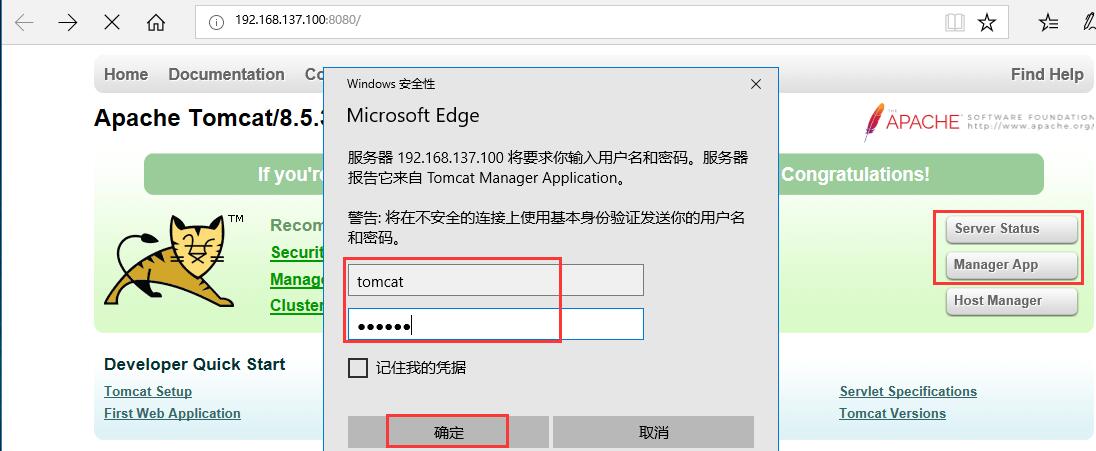 192.168.137.100:8080/
Home Documentation Co
Find Help
Windows 安全性
Microsoft Edge
Apache Tomcat/8.5.3
THE APACHE SOFTWARE FOUNDATION
http://www.apache.org/
服务器 192.168.137.100 将要求你输入用户名和密码。服务器
报告它来自 Tomcat Manager Application。
If you're
Congratulations!
警告: 将在不安全的连接上使用基本身份验证发送你的用户名
和密码。
TM
Recom
Securit
Manage
Cluster
Server Status
Manager App
Host Manager
tomcat
••••••
记住我的凭据
Developer Quick Start
Tomcat Setup
First Web Application
Servlet Specifications
Tomcat Versions
确定
取消